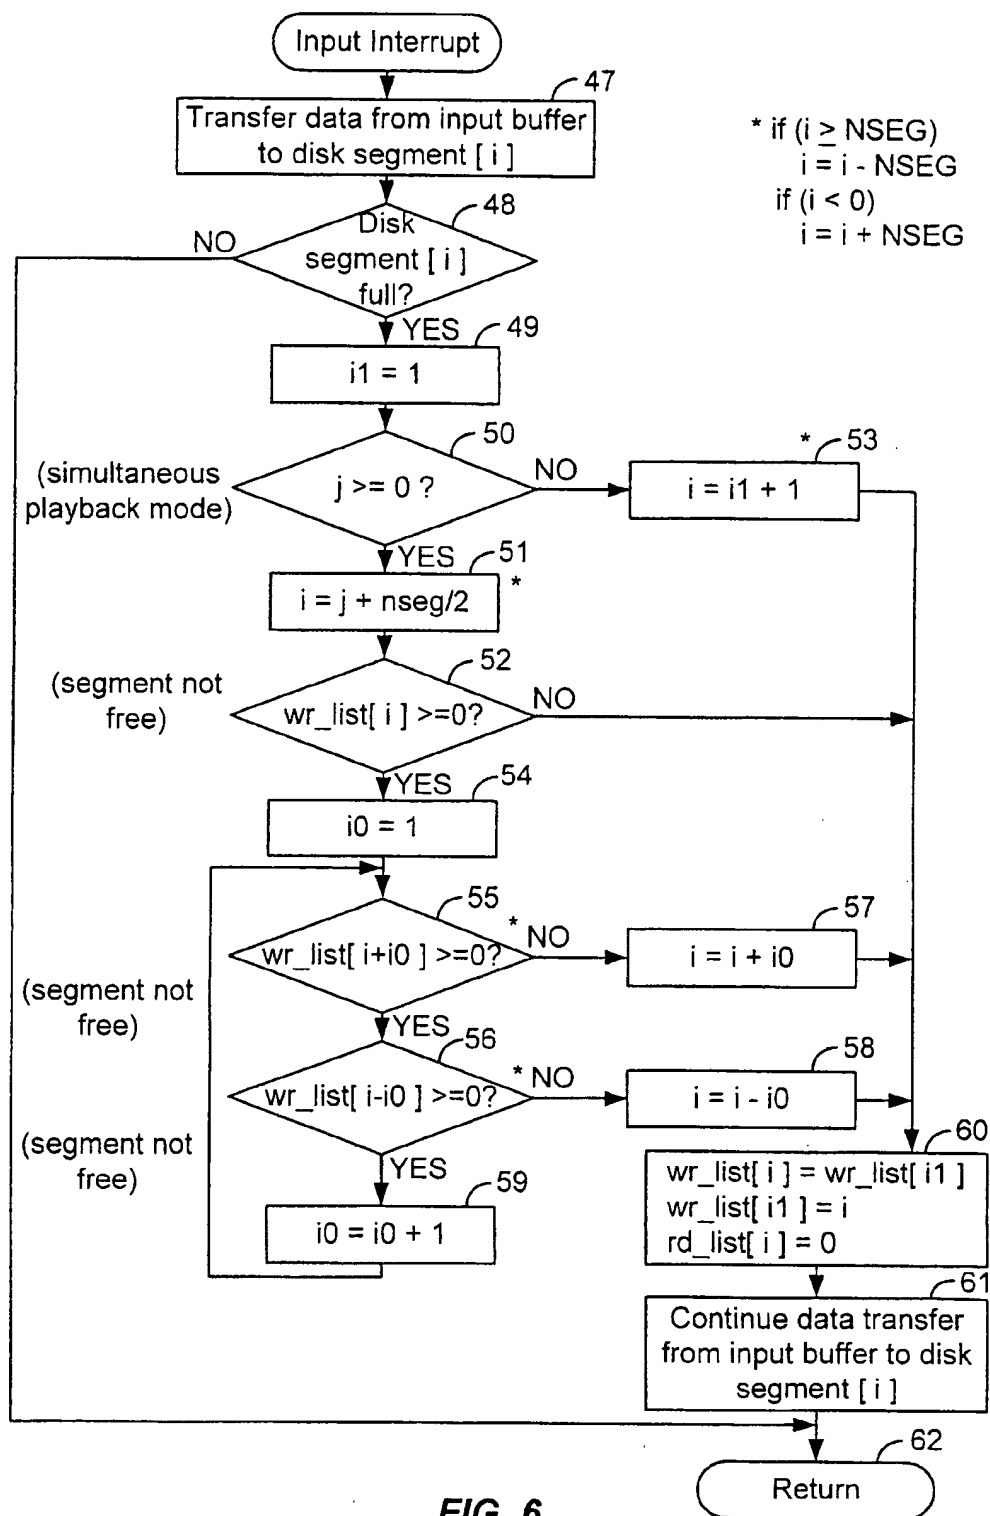 Input Interrupt
47
Transfer data from input buffer
to disk segment [ i ]
* if (i ≥ NSEG)
i = i - NSEG
if (i < 0)
i = i + NSEG
48
NO
Disk
segment [ i ]
full?
YES
49
i1 = 1
50
(simultaneous
playback mode)
j >= 0 ?
NO
* 53
i = i1 + 1
YES
51
i = j + nseg/2
*
52
(segment not
free)
wr_list[ i ] >=0?
NO
YES
54
i0 = 1
55
wr_list[ i+i0 ] >=0?
* NO
57
i = i + i0
(segment not
free)
YES
56
wr_list[ i-i0 ] >=0?
* NO
58
i = i - i0
(segment not
free)
YES
59
i0 = i0 + 1
60
wr_list[ i ] = wr_list[ i1 ]
wr_list[ i1 ] = i
rd_list[ i ] = 0
61
Continue data transfer
from input buffer to disk
segment [ i ]
62
Return
FIG. 6